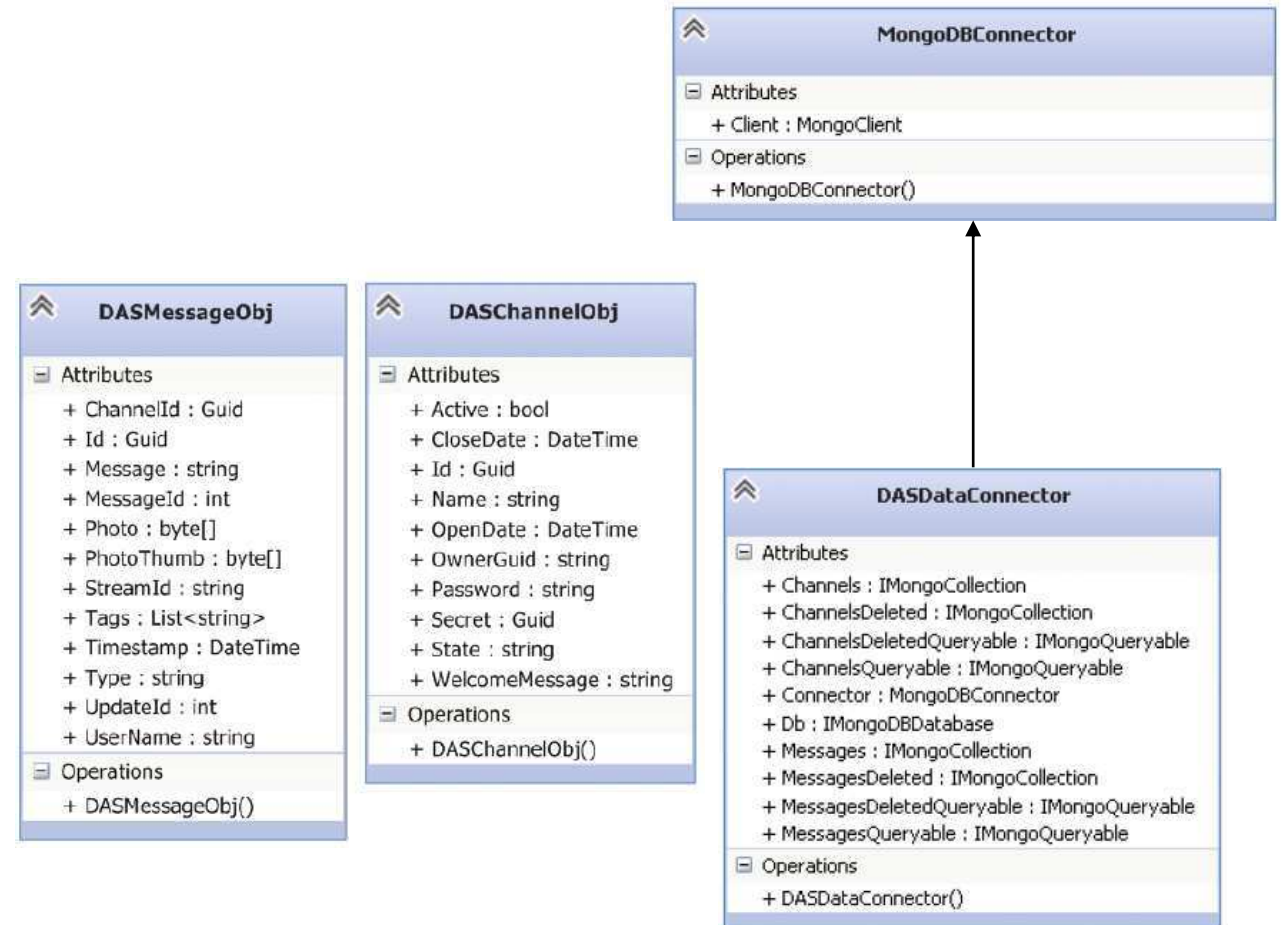 MongoDBConnector
Attributes
+ Client : MongoClient
Operations
+ MongoDBConnector()
DASMessageObj
Attributes
+ ChannelId : Guid
+ Id : Guid
+ Message : string
+ MessageId : int
+ Photo : byte[]
+ PhotoThumb : byte[]
+ StreamId : string
+ Tags : List<string>
+ Timestamp : DateTime
+ Type : string
+ UpdateId : int
+ UserName : string
Operations
+ DASMessageObj()
DASChannelObj
Attributes
+ Active : bool
+ CloseDate : DateTime
+ Id : Guid
+ Name : string
+ OpenDate : DateTime
+ OwnerGuid : string
+ Password : string
+ Secret : Guid
+ State : string
+ WelcomeMessage : string
Operations
+ DASChannelObj()
DASDataConnector
Attributes
+ Channels : IMongoCollection
+ ChannelsDeleted : IMongoCollection
+ ChannelsDeletedQueryable : IMongoQueryable
+ ChannelsQueryable : IMongoQueryable
+ Connector : MongoDBConnector
+ Db : IMongoDBDatabase
+ Messages : IMongoCollection
+ MessagesDeleted : IMongoCollection
+ MessagesDeletedQueryable : IMongoQueryable
+ MessagesQueryable : IMongoQueryable
Operations
+ DASDataConnector()